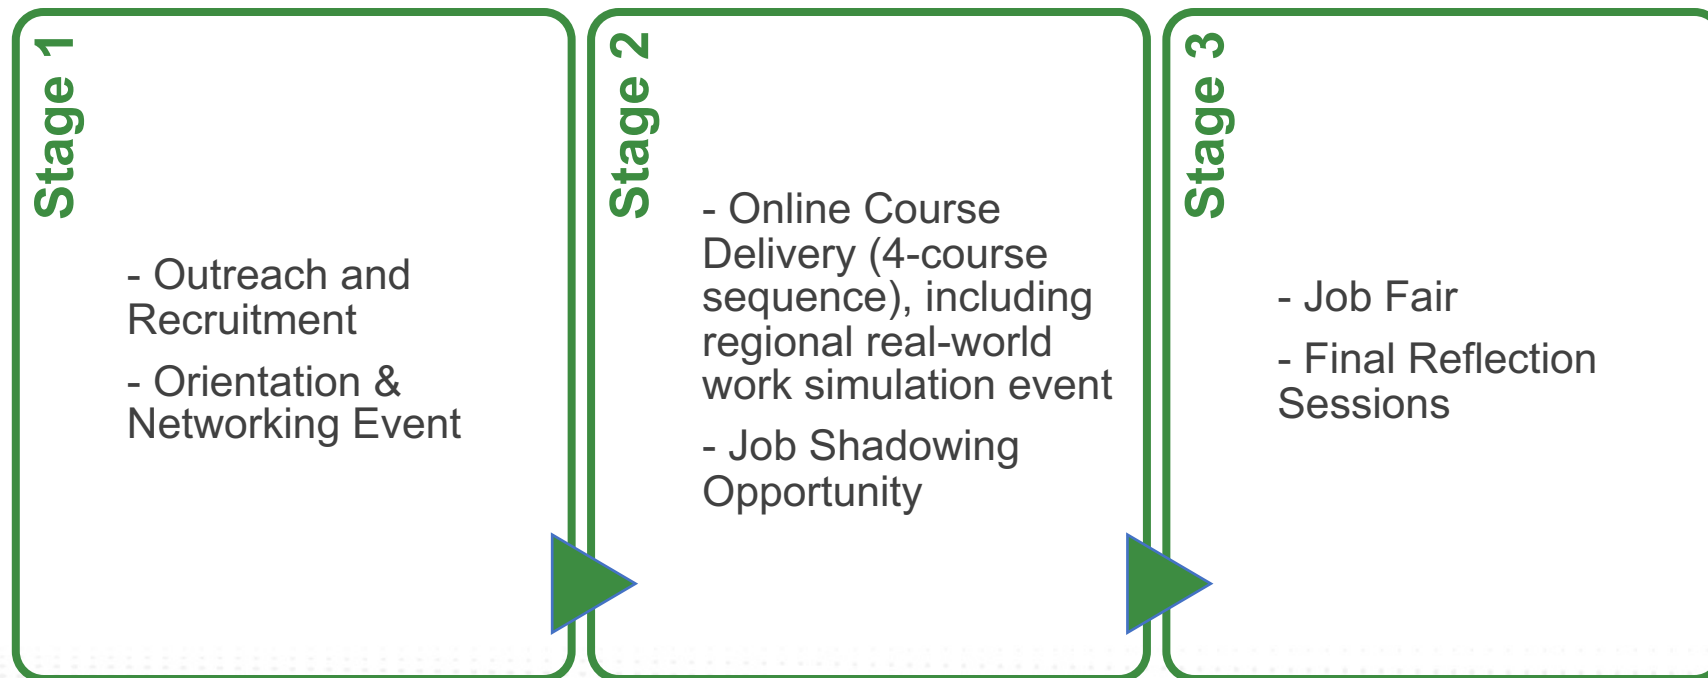 Stage 1
- Outreach and
Recruitment
- Orientation &
Networking Event
Stage 2
- Online Course
Delivery (4-course
sequence), including
regional real-world
work simulation event
- Job Shadowing
Opportunity
Stage 3
- Job Fair
- Final Reflection
Sessions